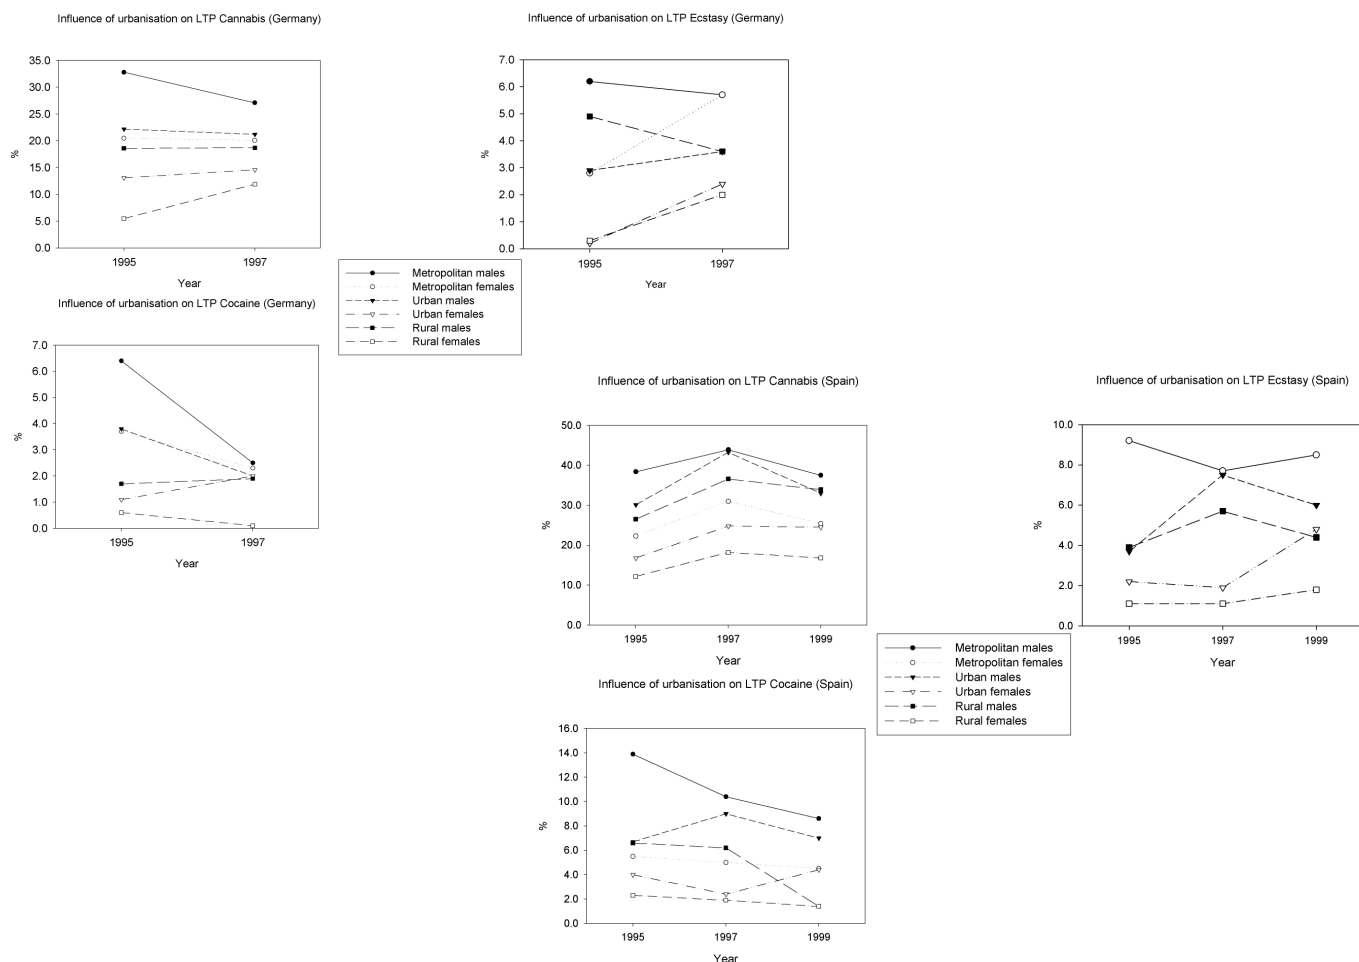 Influence of urbanisation on LTP Cannabis (Germany)
35.0
30.0
25.0
20.0
15.0
10.0
5.0
0.0
%
1995 1997
Year
Influence of urbanisation on LTP Ecstasy (Germany)
7.0
6.0
5.0
4.0
3.0
2.0
1.0
0.0
%
1995 1997
Year
Metropolitan males
Metropolitan females
Urban males
Urban females
Rural males
Rural females
Influence of urbanisation on LTP Cocaine (Germany)
7.0
6.0
5.0
4.0
3.0
2.0
1.0
0.0
%
1995 1997
Year
Influence of urbanisation on LTP Cannabis (Spain)
50.0
40.0
30.0
20.0
10.0
0.0
%
1995 1997 1999
Year
Influence of urbanisation on LTP Ecstasy (Spain)
10.0
8.0
6.0
4.0
2.0
0.0
%
1995 1997 1999
Year
Metropolitan males
Metropolitan females
Urban males
Urban females
Rural males
Rural females
Influence of urbanisation on LTP Cocaine (Spain)
16.0
14.0
12.0
10.0
8.0
6.0
4.0
2.0
0.0
%
1995 1997 1999
Year